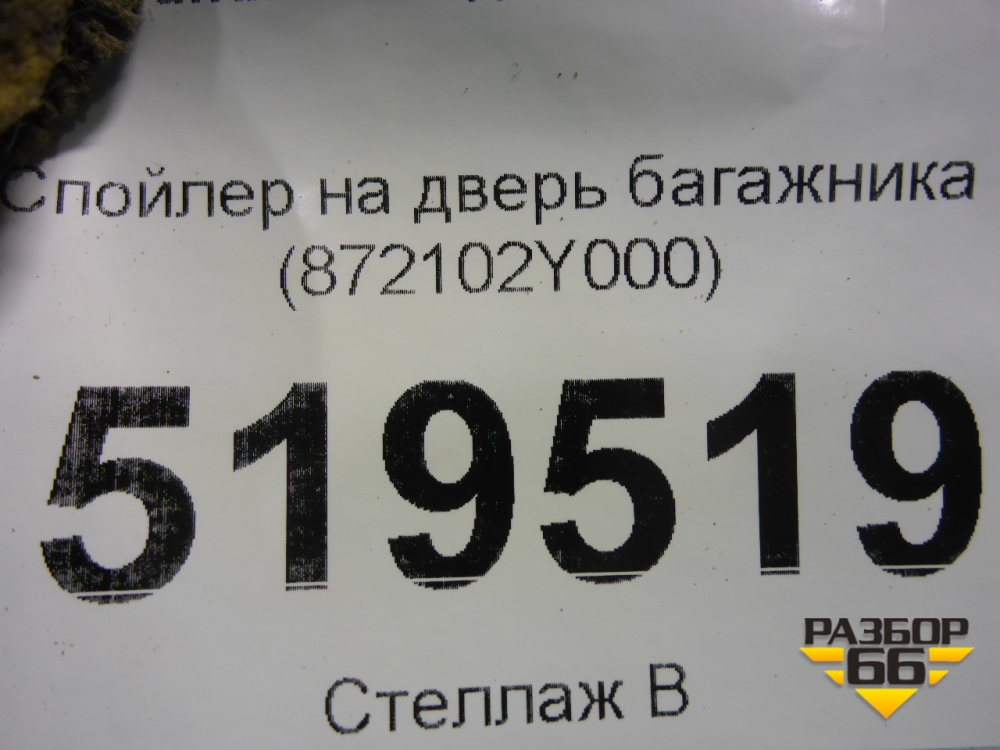 Спойлер на дверь багажника
(872102Y000)
519519
Стеллаж В
РАЗБОР
66